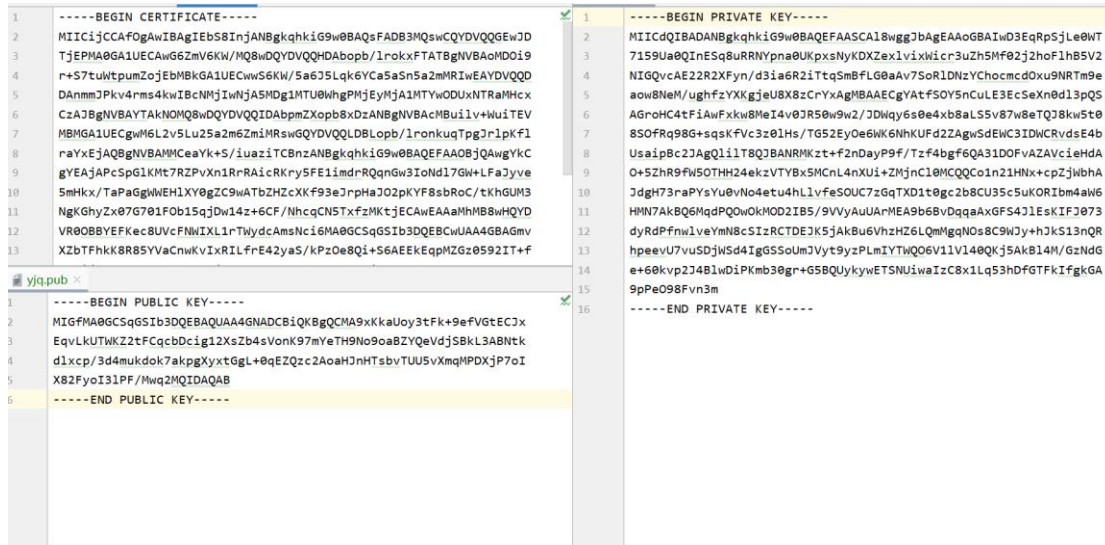 -----BEGIN CERTIFICATE-----
MIICijCCAfOgAwIBAgIEbS8InjANBgkqhkiG9w0BAQsFADB3MQswCQYDVQQGEwJD
TjEPMA0GA1UECAwG6ZmV6KW/MQ8wDQYDVQQHDAbopb/lrokxFTATBgNVBAoMDOi9
r+S7tuWtpumZojEbMBkGA1UECwwS6KW/5a6J5Lqk6YCa5aSn5a2mMRIwEAYDVQQD
DAnmmJPkv4rms4kwIBcNMjIwNjA5MDg1MTU0WhgPMjEyMjA1MTYwODUxNTRaMHcx
CzAJBgNVBAYTAkNOMQ8wDQYDVQQIDAbpmZXopb8xDzANBgNVBAcMBuilv+WuiTEV
MBMGA1UECgwM6L2v5Lu25a2m6ZmiMRswGQYDVQQLDBLopb/lronkuqTpgJrlpKfl
raYxEjAQBgNVBAMMCeaYk+S/iuaziTCBnzANBgkqhkiG9w0BAQEFAAOBjQAwgYkC
gYEAjAPcSpGlKMt7RZPvXn1RrRAicRKry5FE1imdrRQqnGw3IoNdl7GW+LFaJyve
5mHkx/TaPaGgWWEHlXY0gZC9wATbZHZcXKf93eJrpHaJO2pKYF8sbRoC/tKhGUM3
NgKGhyZx07G701FOb15qjDw14z+6CF/NhcqCN5TxfzMKtjECAwEAAaMhMB8wHQYD
VR0OBBYEFKec8UVcFNWIXL1rTWydcAmsNci6MA0GCSqGSIb3DQEBCwUAA4GBAGmv
XZbTFhkK8R85YVaCnwKvIxRILfrE42yaS/kPzOe8Qi+S6AEEkEqpMZGz0592IT+f
yjq.pub
-----BEGIN PUBLIC KEY-----
MIGfMA0GCSqGSIb3DQEBAQUAA4GNADCBiQKBgQCMA9xKkaUoy3tFk+9efVGtECJx
EqvLkUTWKZ2tFCqcbDcig12XsZb4sVonK97mYeTH9No9oaBZYQeVdjSBkL3ABNtk
dlxcp/3d4mukdok7akpgXyxtGgL+0qEZQzc2AoaHJnHTsbvTUU5vXmqMPDXjP7oI
X82FyoI3lPF/Mwq2MQIDAQAB
-----END PUBLIC KEY-----
-----BEGIN PRIVATE KEY-----
MIICdQIBADANBgkqhkiG9w0BAQEFAASCAl8wggJbAgEAAoGBAIwD3EqRpSjLe0WT
7159Ua0QInESq8uRRNYpna0UKpxsNyKDXZexlvixWicr3uZh5Mf02j2hoFlhB5V2
NIGQvcAE22R2XFyn/d3ia6R2iTtqSmBfLG0aAv7SoRlDNzYChocmcdOxu9NRTm9e
aow8NeM/ughfzYXKgjeU8X8zCrYxAgMBAAECgYAtfSOY5nCuLE3EcSeXn0dl3pQS
AGroHC4tFiAwFxkw8MeI4v0JR50w9w2/JDWqy6s0e4xb8aLS5v87w8eTQJ8kw5t0
8SOfRq98G+sqsKfVc3z0lHs/TG52EyOe6WK6NhKUFd2ZAgwSdEWC3IDWCRvdsE4b
UsaipBc2JAgQlilT8QJBANRMKzt+f2nDayP9f/Tzf4bgf6QA31DOFvAZAVcieHdA
O+5ZhR9fW5OTHH24ekzVTYBx5MCnL4nXUi+ZMjnCl0MCQQCo1n21HNx+cpZjWbhA
JdgH73raPYsYu0vNo4etu4hLlvfeSOUC7zGqTXD1t0gc2b8CU35c5uKORIbm4aW6
HMN7AkBQ6MqdPQOwOkMOD2IB5/9VVyAuUArMEA9b6BvDqqaAxGFS4JlEsKIFJ073
dyRdPfnwlveYmN8cSIzRCTDEJK5jAkBu6VhzHZ6LQmMgqNOs8C9WJy+hJkS13nQR
hpeevU7vuSDjWSd4IgGSSoUmJVyt9yzPLmIYTWQO6V1lVl40QKj5AkBl4M/GzNdG
e+60kvp2J4BlwDiPKmb30gr+G5BQUykywETSNUiwaIzC8x1Lq53hDfGTFkIfgkGA
9pPeO98Fvn3m
-----END PRIVATE KEY-----